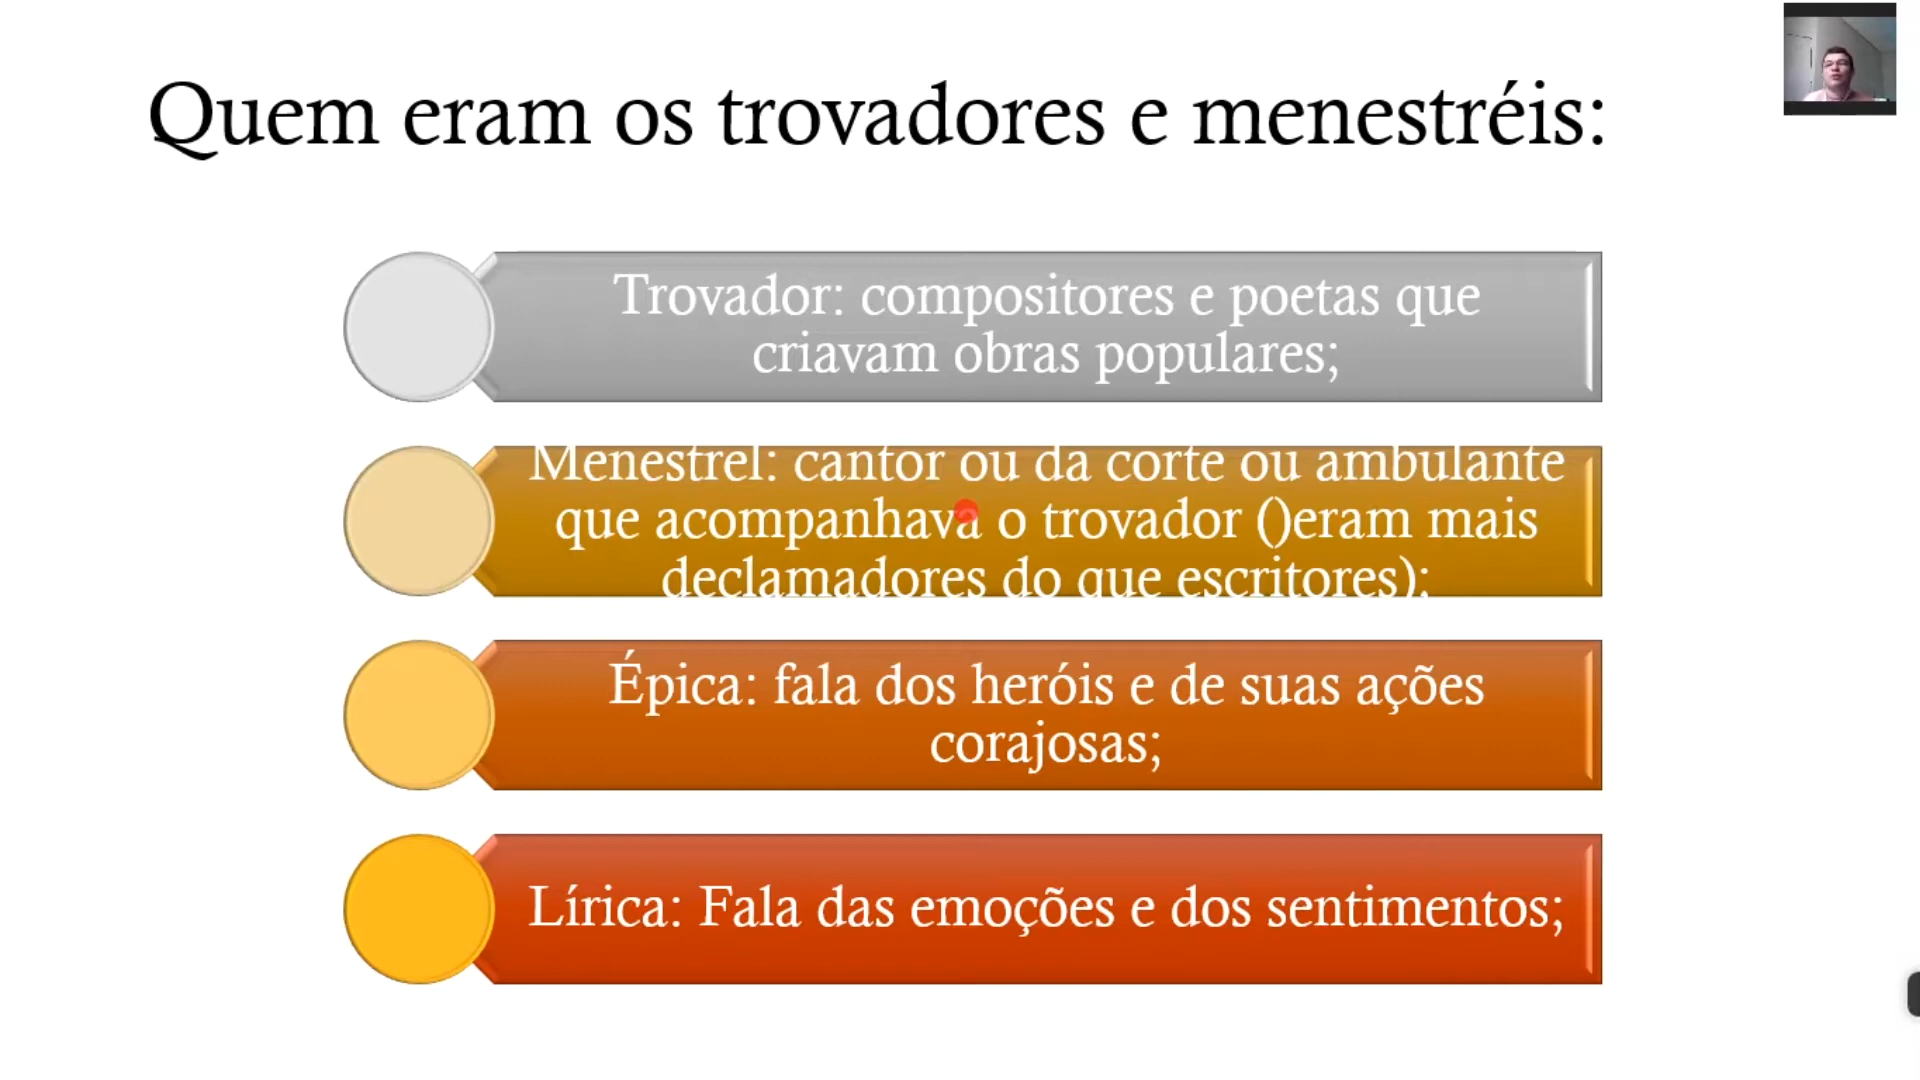 Quem eram os trovadores e menestréis:
Trovador: compositores e poetas que
criavam obras populares;
Menestrel: cantor ou da corte ou ambulante
que acompanhava o trovador ()eram mais
declamadores do que escritores);
Épica: fala dos heróis e de suas ações
corajosas;
Lírica: Fala das emoções e dos sentimentos;